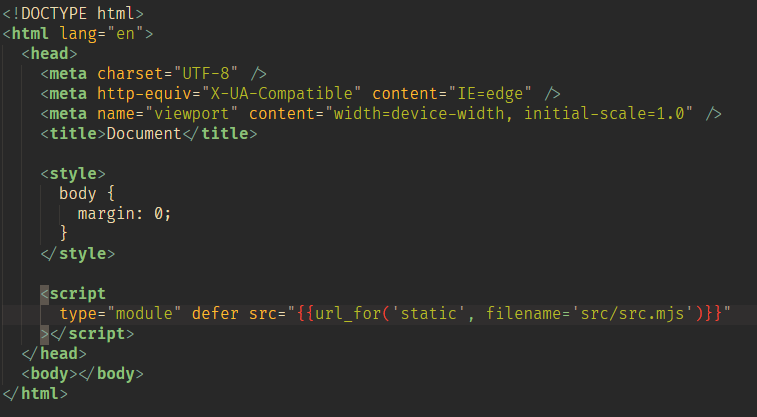 <!DOCTYPE html>
<html lang="en">
  <head>
    <meta charset="UTF-8" />
    <meta http-equiv="X-UA-Compatible" content="IE=edge" />
    <meta name="viewport" content="width=device-width, initial-scale=1.0" />
    <title>Document</title>

    <style>
      body {
        margin: 0;
      }
    </style>

    <script
      type="module" defer src="{{url_for('static', filename='src/src.mjs')}}"
    ></script>
  </head>
  <body></body>
</html>